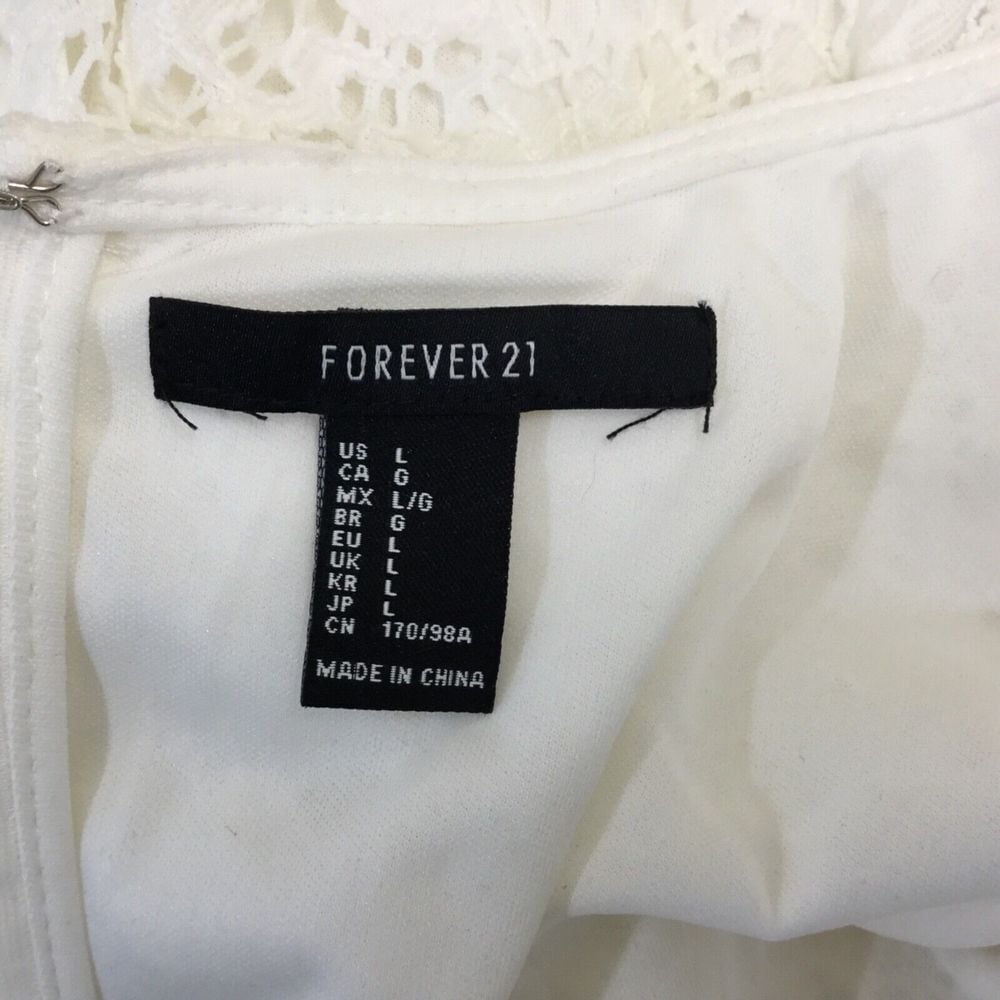 FOREVER 21
US L
CA G
MX L/G
BR G
EU L
UK L
KR L
JP L
CN 170/98A
MADE IN CHINA